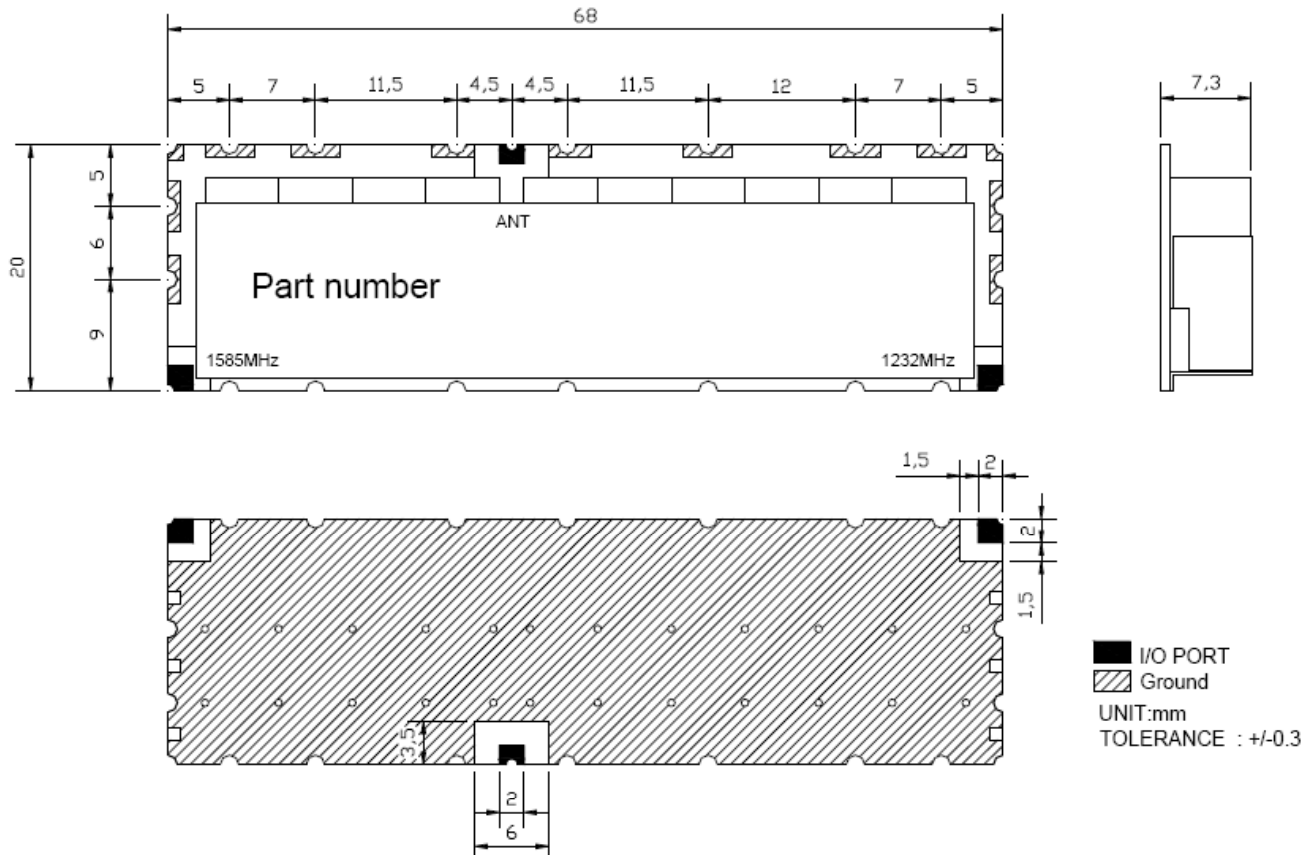 68
5 7 11,5 4,5 4,5 11,5 12 7 5
7,3
5
6
20
9
ANT
Part number
1585MHz 1232MHz
1,5 2
2
1,5
3,5
2
6
I/O PORT
Ground
UNIT:mm
TOLERANCE : +/-0.3